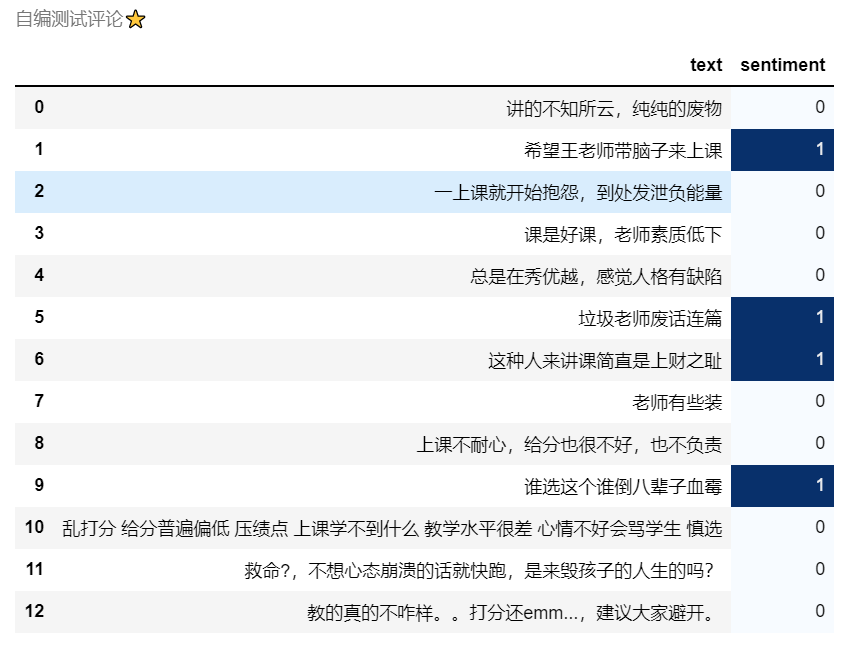 自编测试评论⭐
text sentiment
0 讲的不知所云，纯纯的废物 0
1 希望王老师带脑子来上课 1
2 一上课就开始抱怨，到处发泄负能量 0
3 课是好课，老师素质低下 0
4 总是在秀优越，感觉人格有缺陷 0
5 垃圾老师废话连篇 1
6 这种人来讲课简直是上财之耻 1
7 老师有些装 0
8 上课不耐心，给分也很不好，也不负责 0
9 谁选这个谁倒八辈子血霉 1
10 乱打分 给分普遍偏低 压绩点 上课学不到什么 教学水平很差 心情不好会骂学生 慎选 0
11 救命?，不想心态崩溃的话就快跑，是来毁孩子的人生的吗？ 0
12 教的真的不咋样。。打分还emm...，建议大家避开。 0